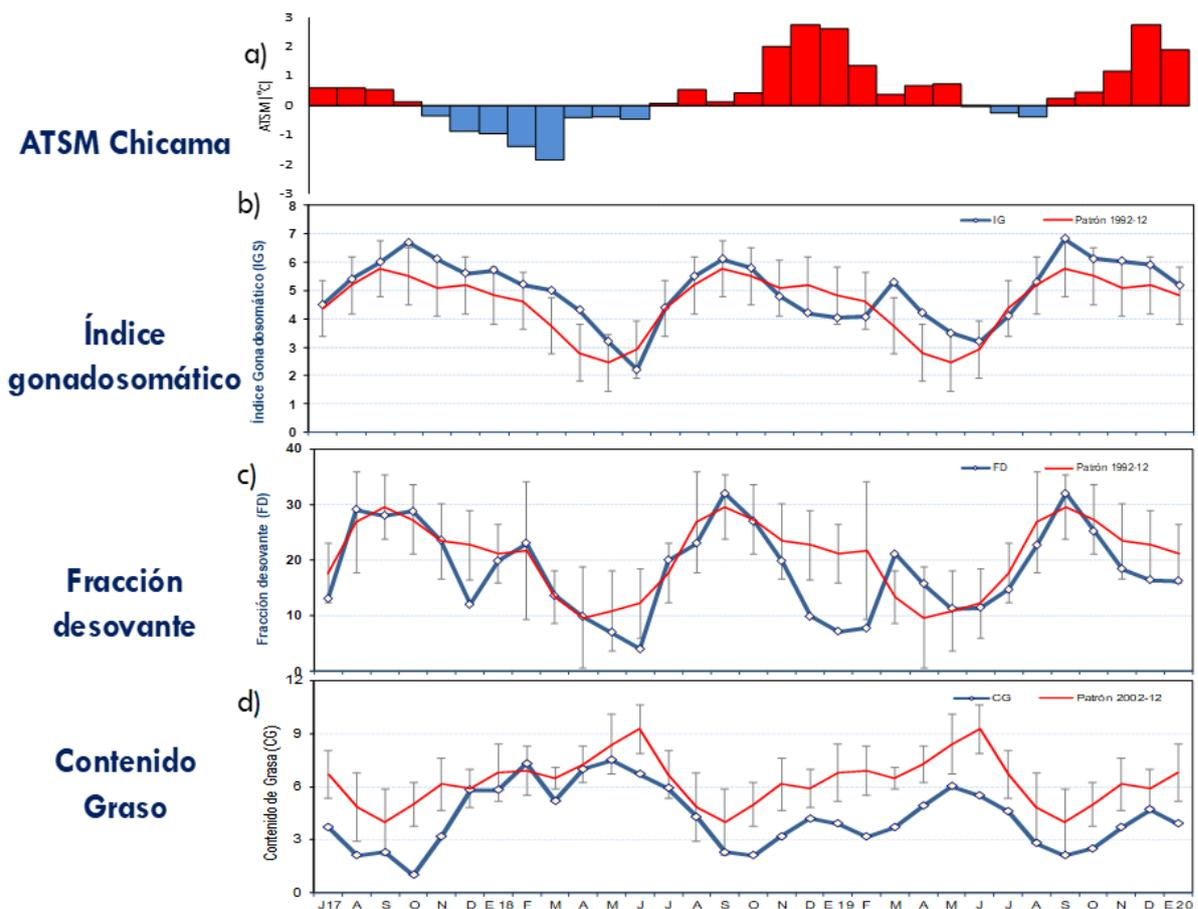 a)
ATSM Chicama
ATSM |°C|
3
2
1
0
-1
-2
-3
b)
Índice
gonadosomático
Índice Gonadosomático (IGS)
IG
Patrón 1992-12
8
7
6
5
4
3
2
1
0
c)
Fracción
desovante
Fracción desovante (FD)
FD
Patrón 1992-12
40
30
20
10
0
d)
Contenido
Graso
Contenido de Grasa (CG)
CG
Patrón 2002-12
12
9
6
3
0
J17 A S O N D E 18 F M A M J J A S O N D E 19 F M A M J J A S O N D E 20